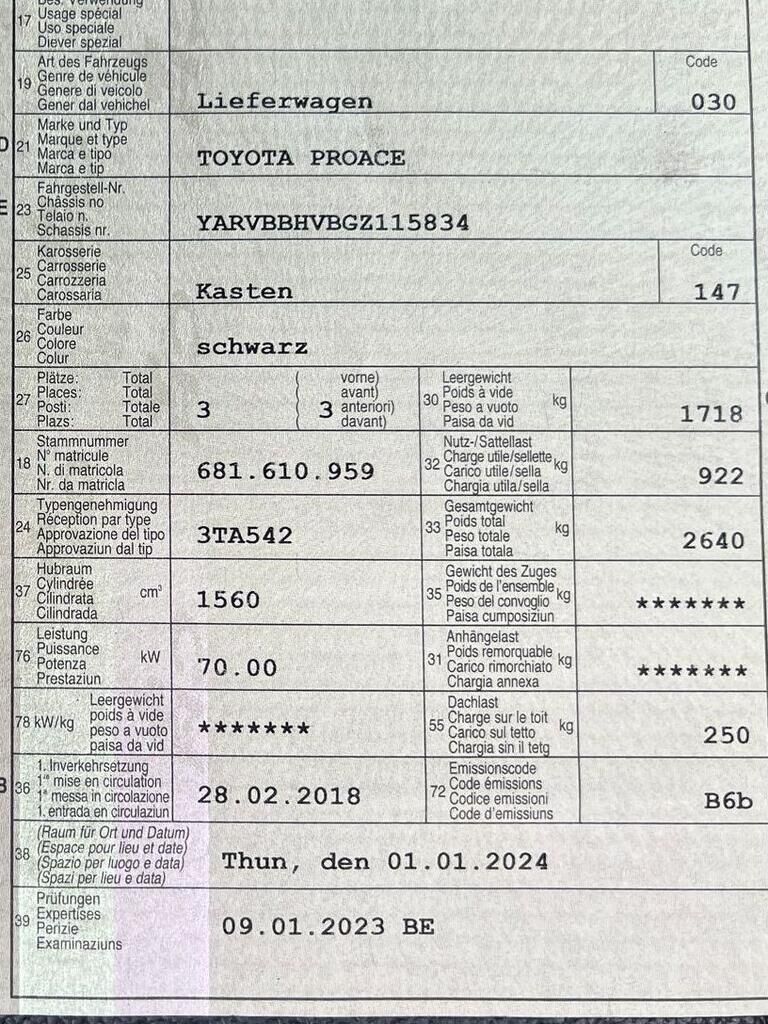 Bes. Verwendung
17 Usage spécial
Uso speciale
Diever spezial
Art des Fahrzeugs Code
19 Genre de véhicule
Genere di veicolo
Gener dal vehichel Lieferwagen 030
Marke und Typ
D 21 Marque et type
Marca e tipo
Marca e tip TOYOTA PROACE
Fahrgestell-Nr.
E 23 Châssis no
Telaio n.
Schassis nr. YARVBBHVBGZ115834
Karosserie Code
25 Carrosserie
Carrozzeria
Carossaria Kasten 147
Farbe
26 Couleur
Colore
Colur schwarz
27 Plätze: Total ( vorne)
Places: Total ( avant)
Posti: Totale ( anteriori)
Plazs: Total ( davant)
3 3
30 Leergewicht
Poids à vide kg
Peso a vuoto
Paisa da vid 1718
18 Stammnummer
N° matricule
N. di matricola
Nr. da matricla 681.610.959
32 Nutz-/Sattellast
Charge utile/sellette kg
Carico utile/sella
Chargia utila/sella 922
24 Typengenehmigung
Réception par type
Approvazione del tipo
Approvaziun dal tip 3TA542
33 Gesamtgewicht
Poids total kg
Peso totale
Paisa totala 2640
37 Hubraum
Cylindrée cm³
Cilindrata
Cilindrada 1560
35 Gewicht des Zuges
Poids de l'ensemble kg
Peso del convoglio
Paisa cumposiziun *******
76 Leistung
Puissance kW
Potenza
Prestaziun 70.00
31 Anhängelast
Poids remorquable kg
Carico rimorchiato
Chargia annexa *******
78 kW/kg Leergewicht
poids à vide
peso a vuoto
paisa da vid *******
55 Dachlast
Charge sur le toit kg
Carico sul tetto
Chargia sin il tetg 250
B 36 1. Inverkehrsetzung
1re mise en circulation
1a messa in circolazione
1. entrada en circulaziun 28.02.2018
72 Emissionscode
Code émissions
Codice emissioni
Code d'emissiuns B6b
38 (Raum für Ort und Datum)
(Espace pour lieu et date)
(Spazio per luogo e data)
(Spazi per lieu e data) Thun, den 01.01.2024
39 Prüfungen
Expertises
Perizie
Examinaziuns 09.01.2023 BE